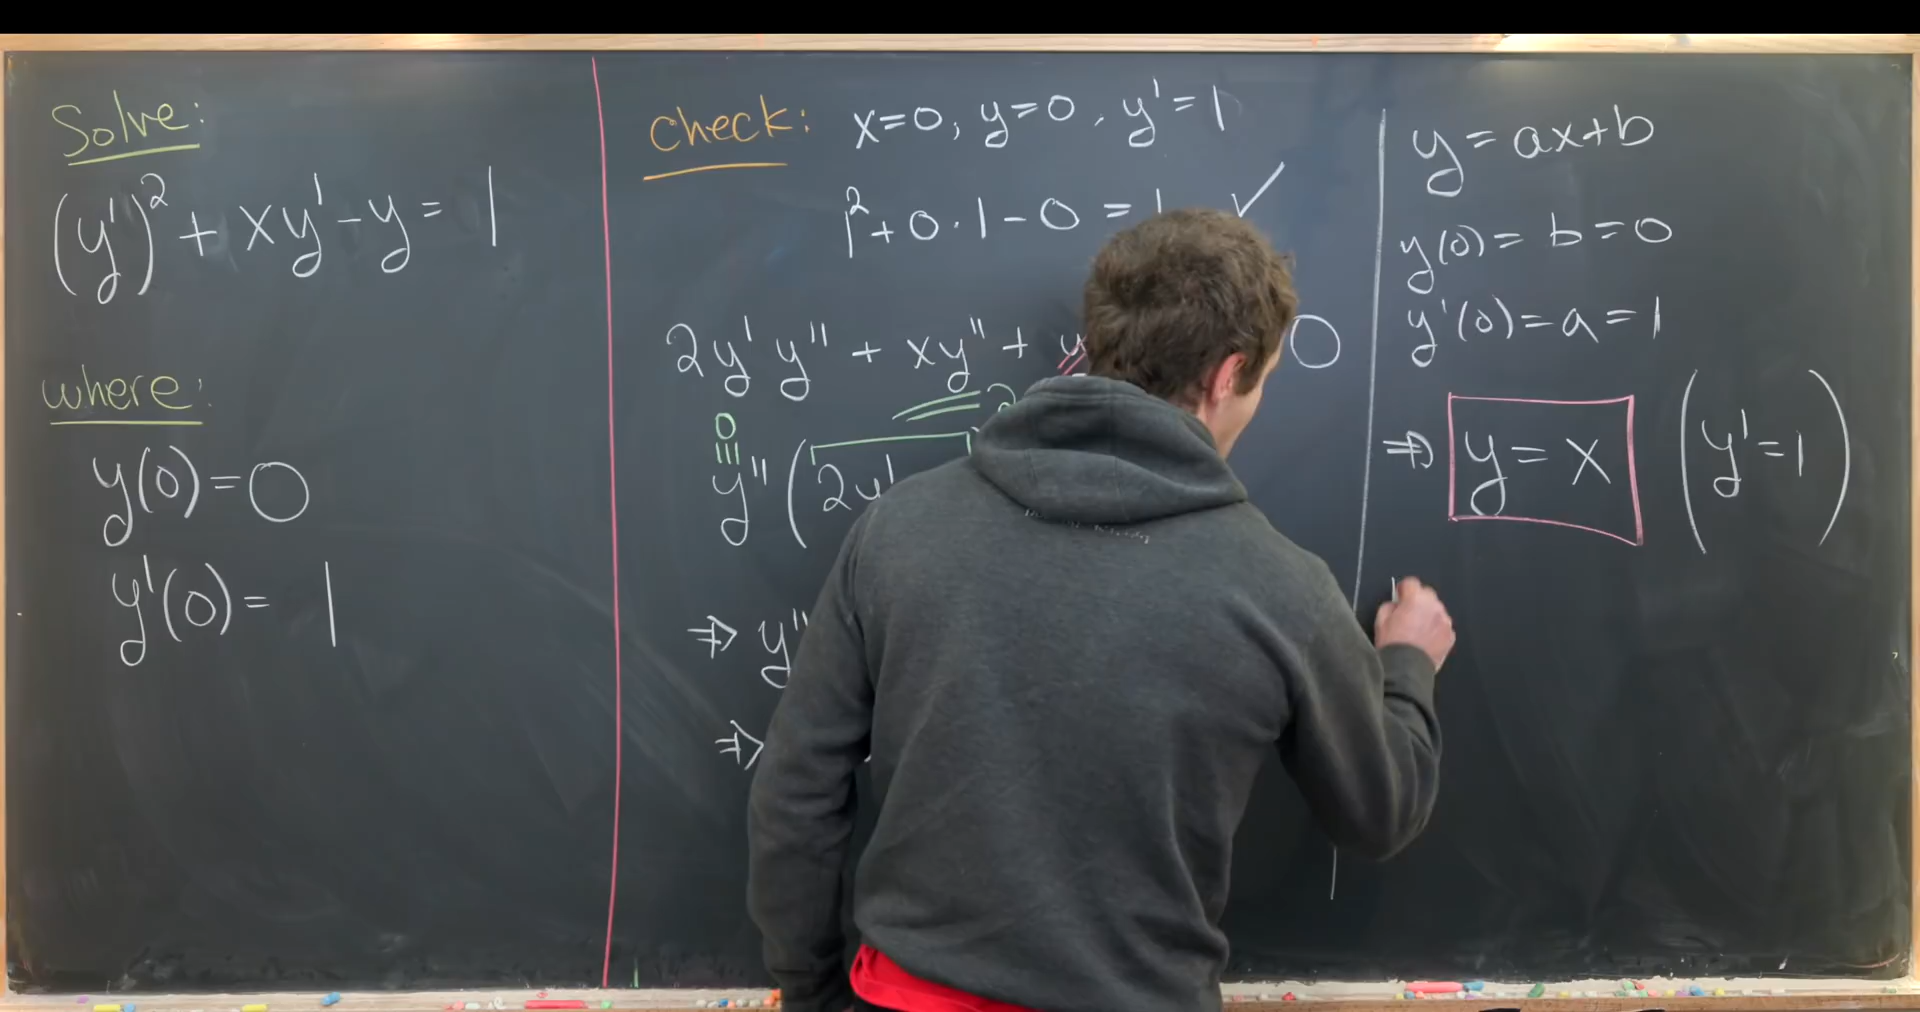 Solve:
(y')² + xy' - y = 1
where:
y(0) = 0
y'(0) = 1
check: x=0, y=0, y'=1
1² + 0·1 - 0 = 1 ✓
2y'y'' + xy'' + y' 0
0
y''(2y'
⇒ y''
⇒
y = ax+b
y(0) = b = 0
y'(0) = a = 1
⇒ y = x (y'=1)